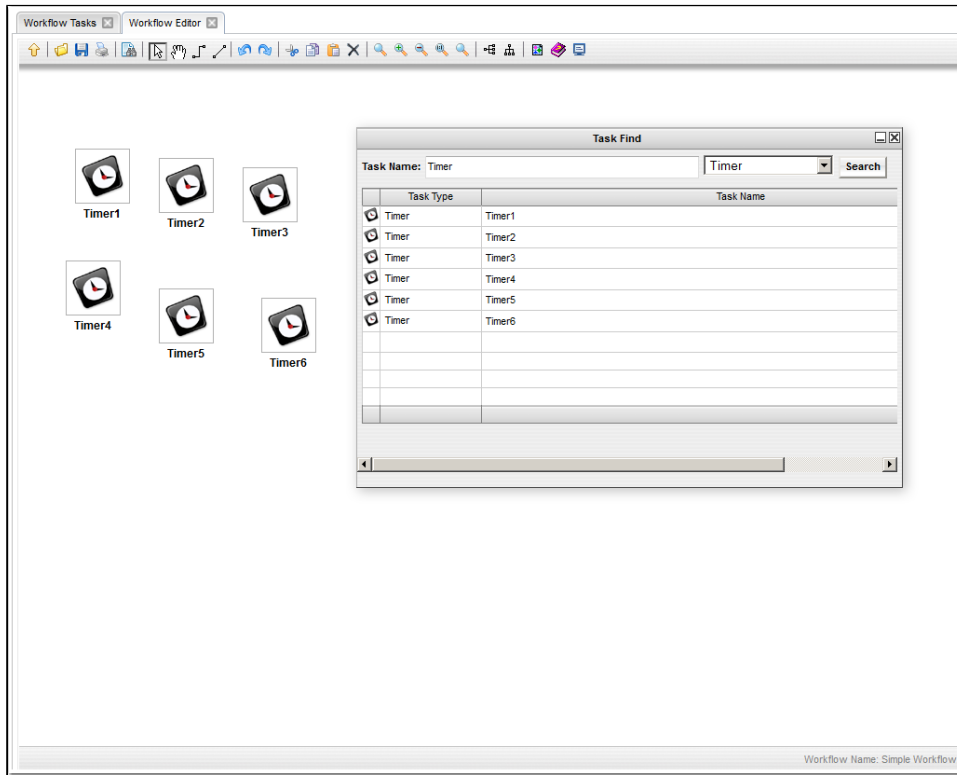 Workflow Tasks
Workflow Editor
Task Find
Task Name: Timer
Timer
Search
Task Type Task Name
Timer Timer1
Timer Timer2
Timer Timer3
Timer Timer4
Timer Timer5
Timer Timer6
Timer1
Timer2
Timer3
Timer4
Timer5
Timer6
Workflow Name: Simple Workflow